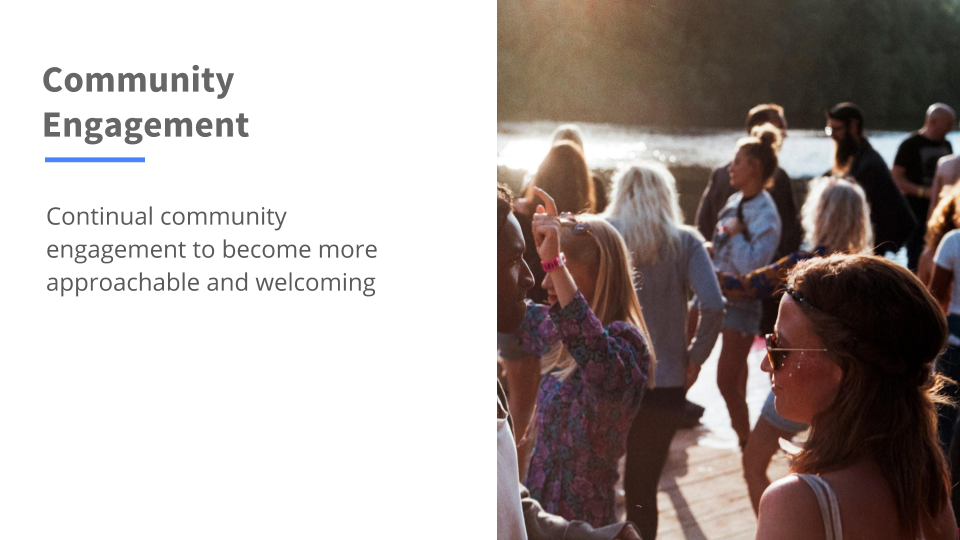 Community
Engagement
Continual community
engagement to become more
approachable and welcoming